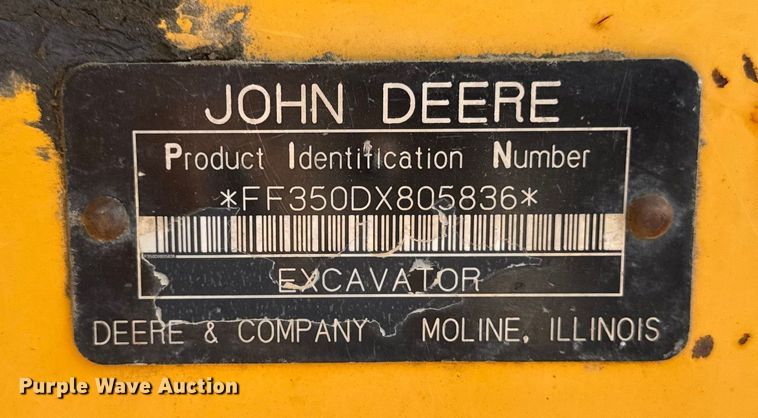 JOHN DEERE
Product Identification Number
*FF350DX805836*
EXCAVATOR
DEERE & COMPANY MOLINE, ILLINOIS
Purple Wave Auction